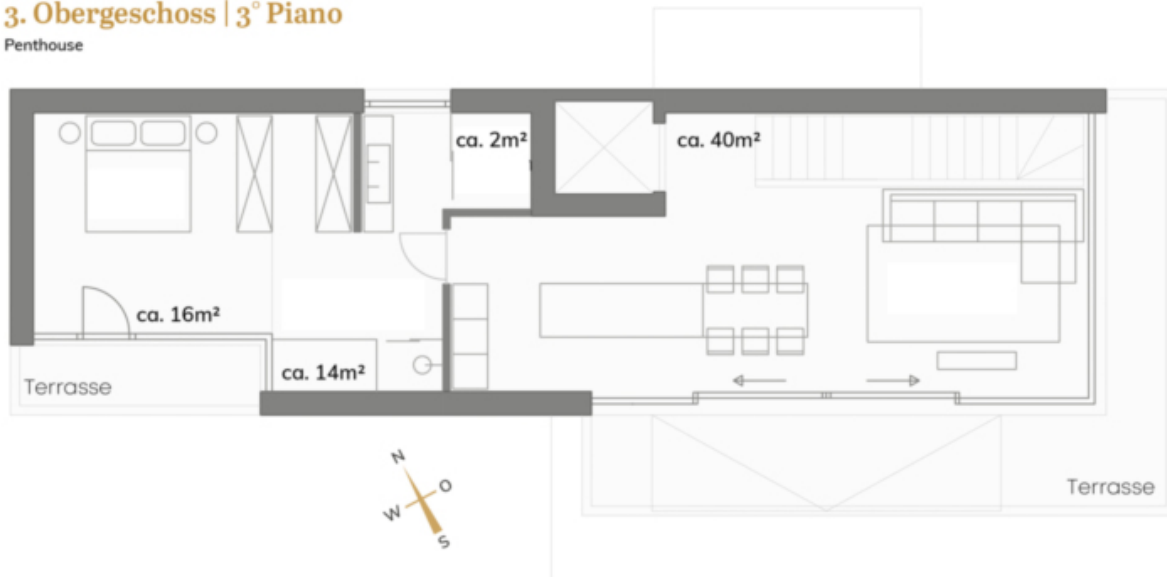 3. Obergeschoss | 3° Piano
Penthouse
ca. 2m²
ca. 40m²
ca. 16m²
ca. 14m²
Terrasse
N
O
W
S
Terrasse